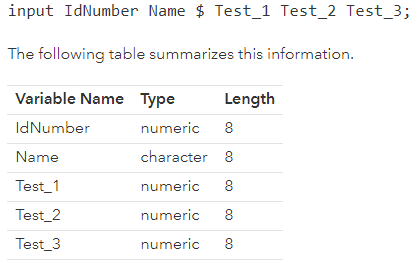 input IdNumber Name $ Test_1 Test_2 Test_3;
The following table summarizes this information.
Variable Name Type Length
IdNumber numeric 8
Name character 8
Test_1 numeric 8
Test_2 numeric 8
Test_3 numeric 8